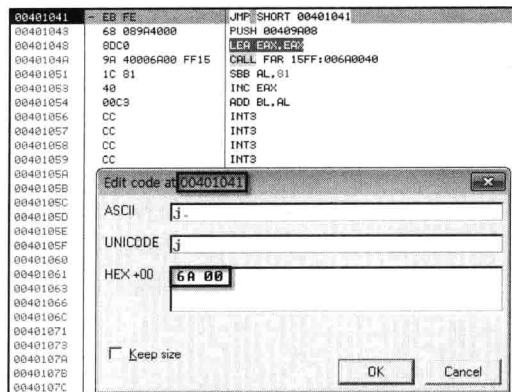 00401041 - EB FE JMP SHORT 00401041
00401043 68 089A4000 PUSH 00409A08
00401048 8DC0 LEA EAX,EAX
0040104A 9A 40006A00 FF15 CALL FAR 15FF:006A0040
00401051 1C 81 SBB AL,81
00401053 40 INC EAX
00401054 00C3 ADD BL,AL
00401056 CC INT3
00401057 CC INT3
00401058 CC INT3
00401059 CC INT3
0040105A
0040105B
0040105C
0040105D
0040105E
0040105F
00401060
00401061
00401063
00401066
0040106C
00401071
00401073
0040107A
0040107B
0040107C
Edit code at 00401041
ASCII j.
UNICODE j
HEX +00 6A 00
Keep size
OK Cancel